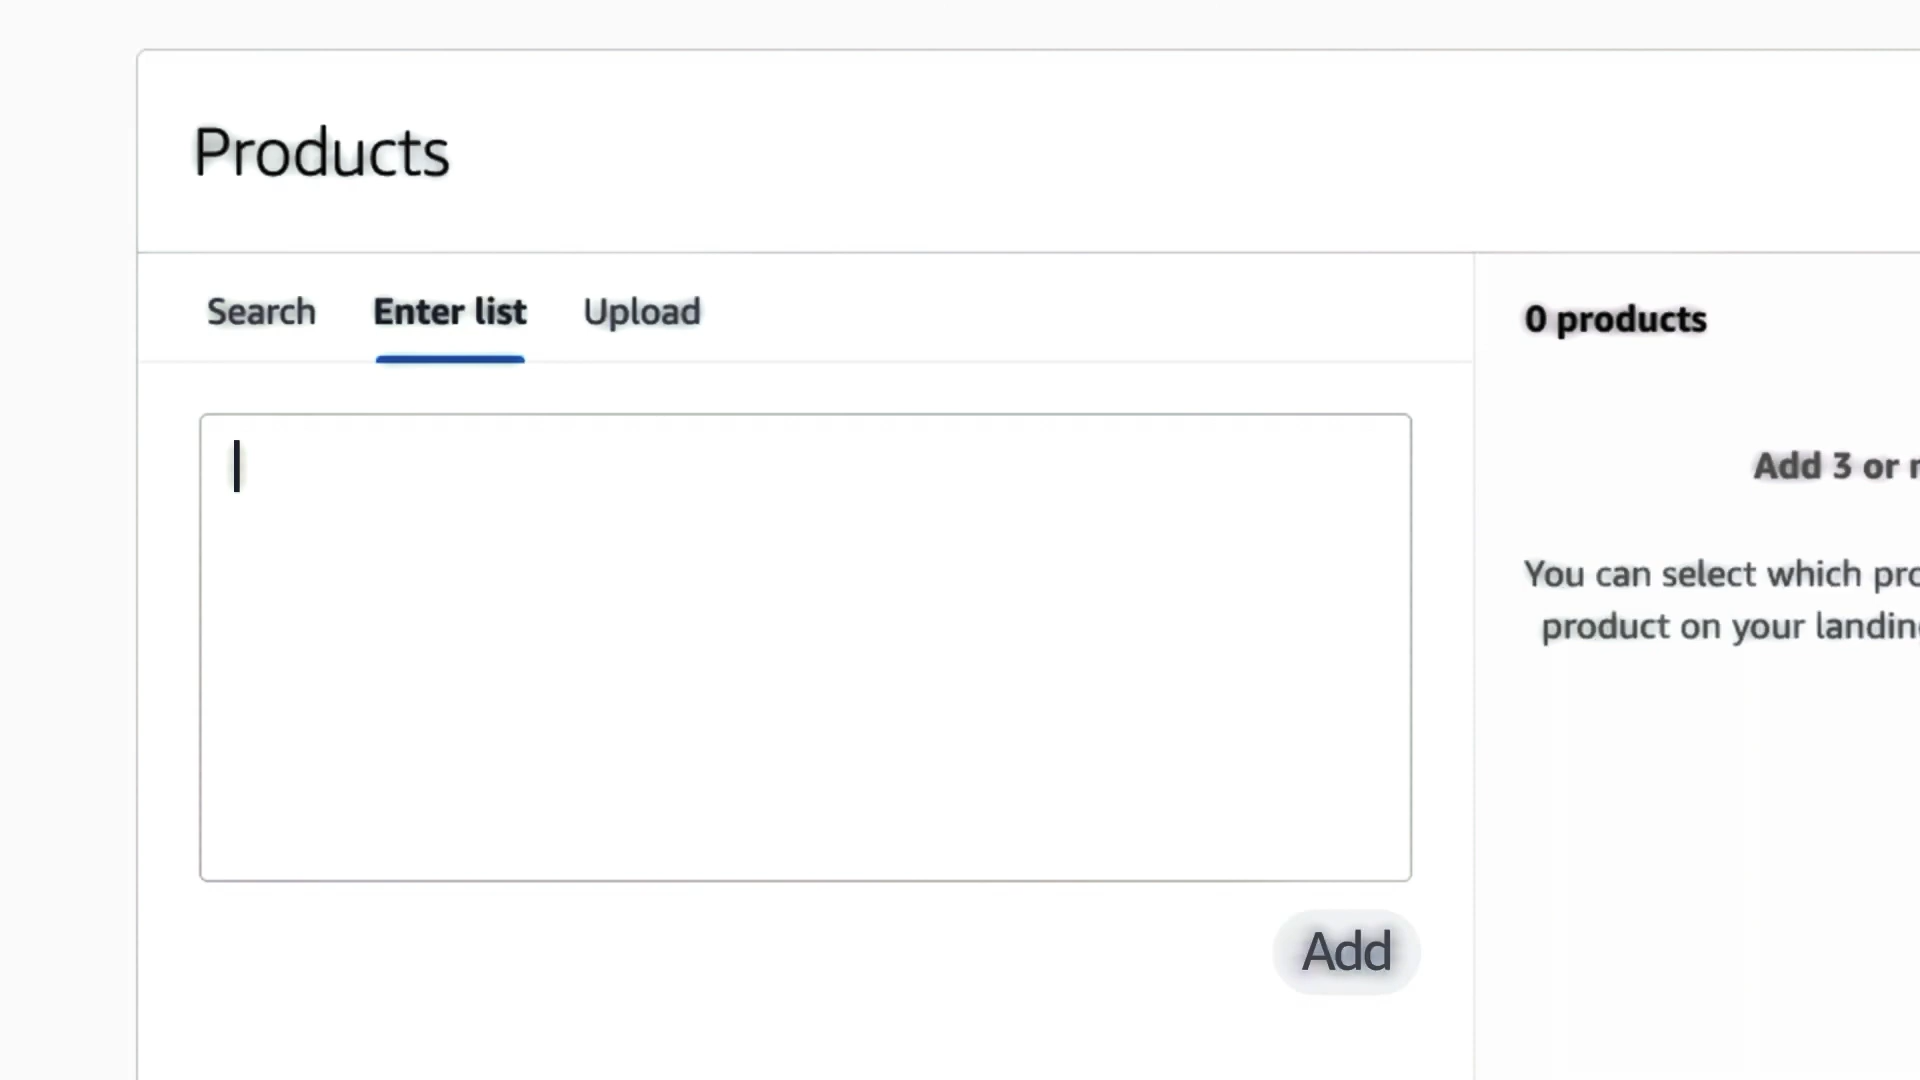 Products
Search Enter list Upload
0 products
Add 3 or
You can select which
product on your
Add